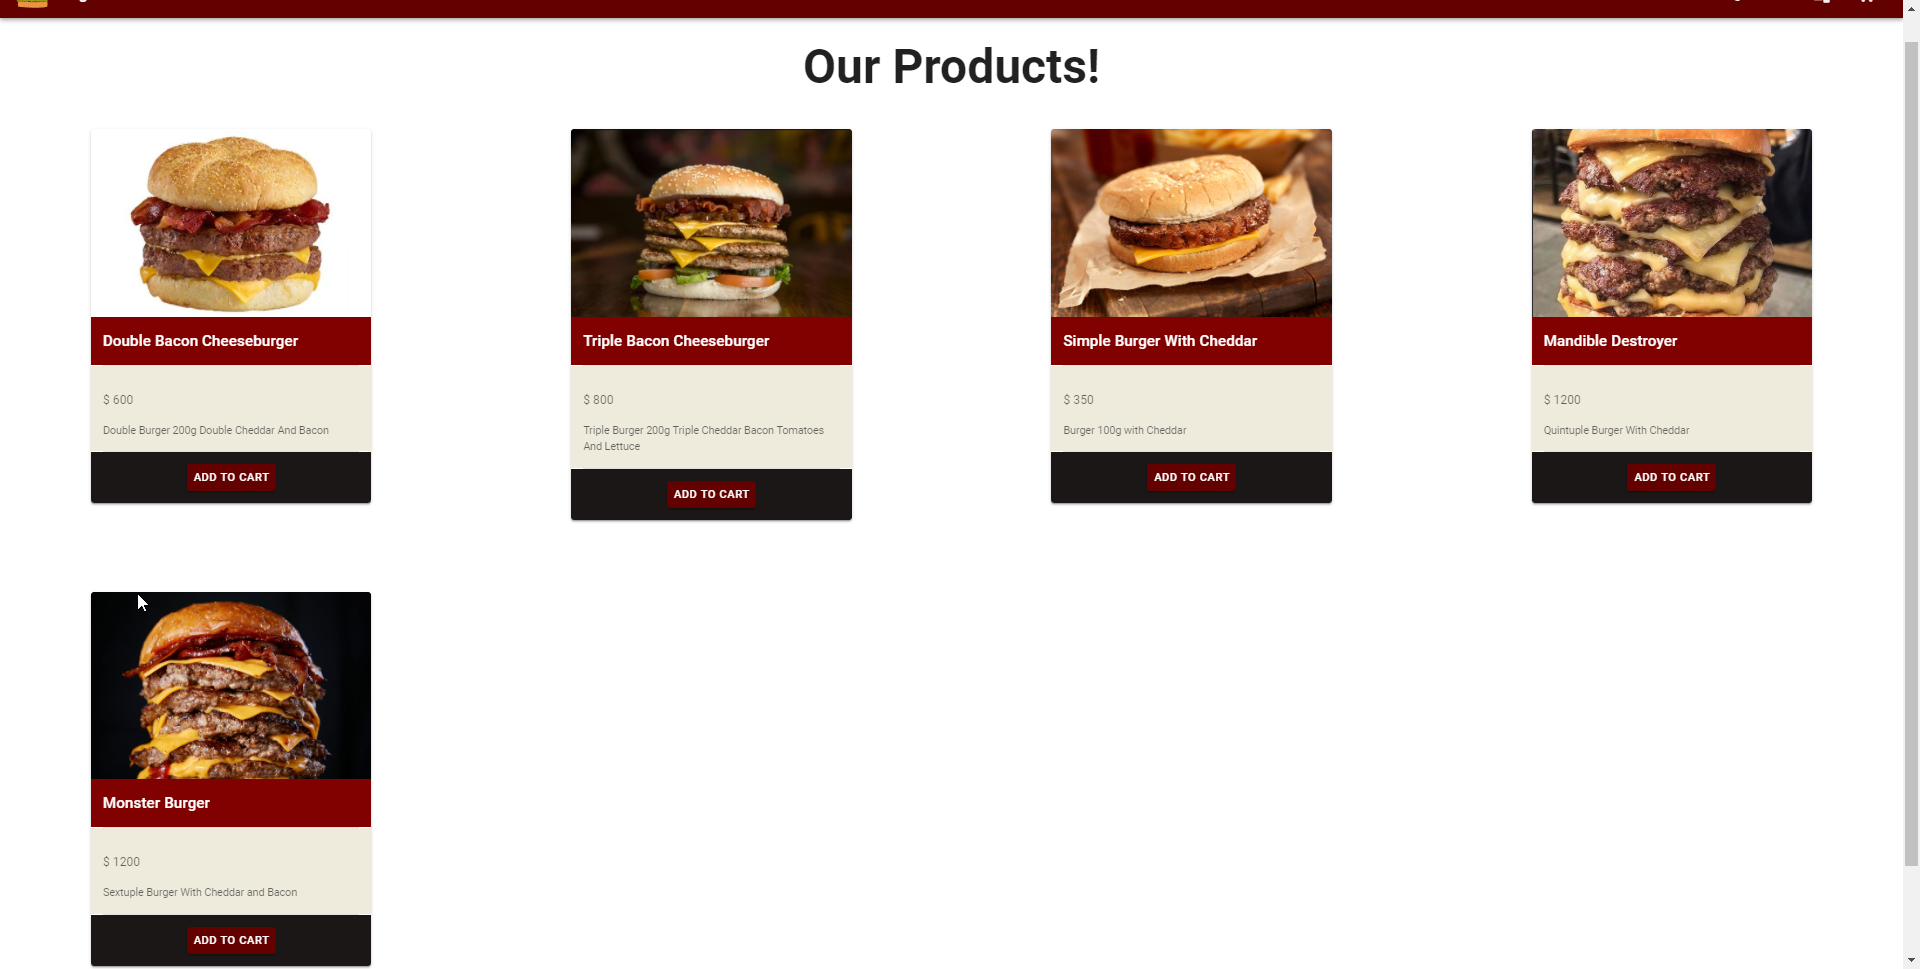 Our Products!
Double Bacon Cheeseburger
$ 600
Double Burger 200g Double Cheddar And Bacon
ADD TO CART
Triple Bacon Cheeseburger
$ 800
Triple Burger 200g Triple Cheddar Bacon Tomatoes
And Lettuce
ADD TO CART
Simple Burger With Cheddar
$ 350
Burger 100g with Cheddar
ADD TO CART
Mandible Destroyer
$ 1200
Quintuple Burger With Cheddar
ADD TO CART
Monster Burger
$ 1200
Sextuple Burger With Cheddar and Bacon
ADD TO CART